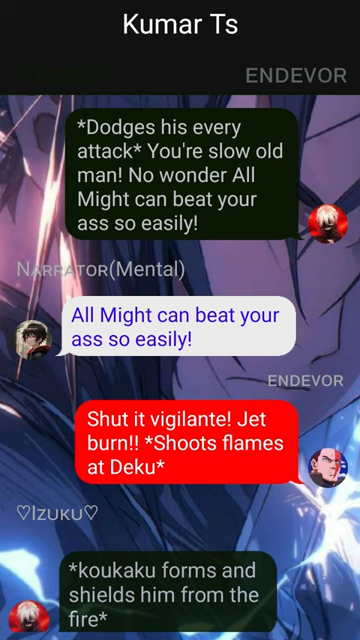 Kumar Ts
ENDEVOR
*Dodges his every
attack* You're slow old
man! No wonder All
Might can beat your
ass so easily!
NARRATOR(Mental)
All Might can beat your
ass so easily!
ENDEVOR
Shut it vigilante! Jet
burn!! *Shoots flames
at Deku*
♡IZUKU♡
*koukaku forms and
shields him from the
fire*